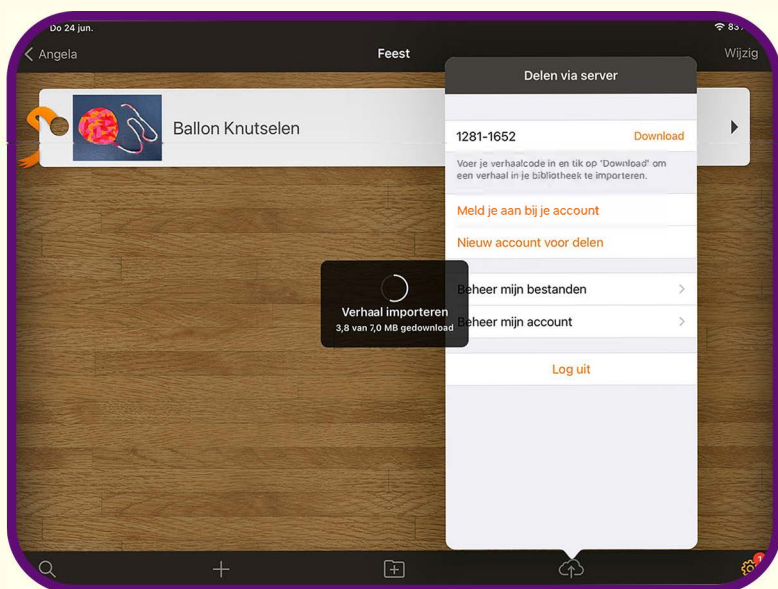 Do 24 jun.
Angela
Feest
Wijzig
Delen via server
Ballon Knutselen
1281-1652 Download
Voer je verhaalcode in en tik op "Download" om
een verhaal in je bibliotheek te importeren.
Meld je aan bij je account
Nieuw account voor delen
Verhaal importeren
3,8 van 7,0 MB gedownload
Beheer mijn bestanden
Beheer mijn account
Log uit